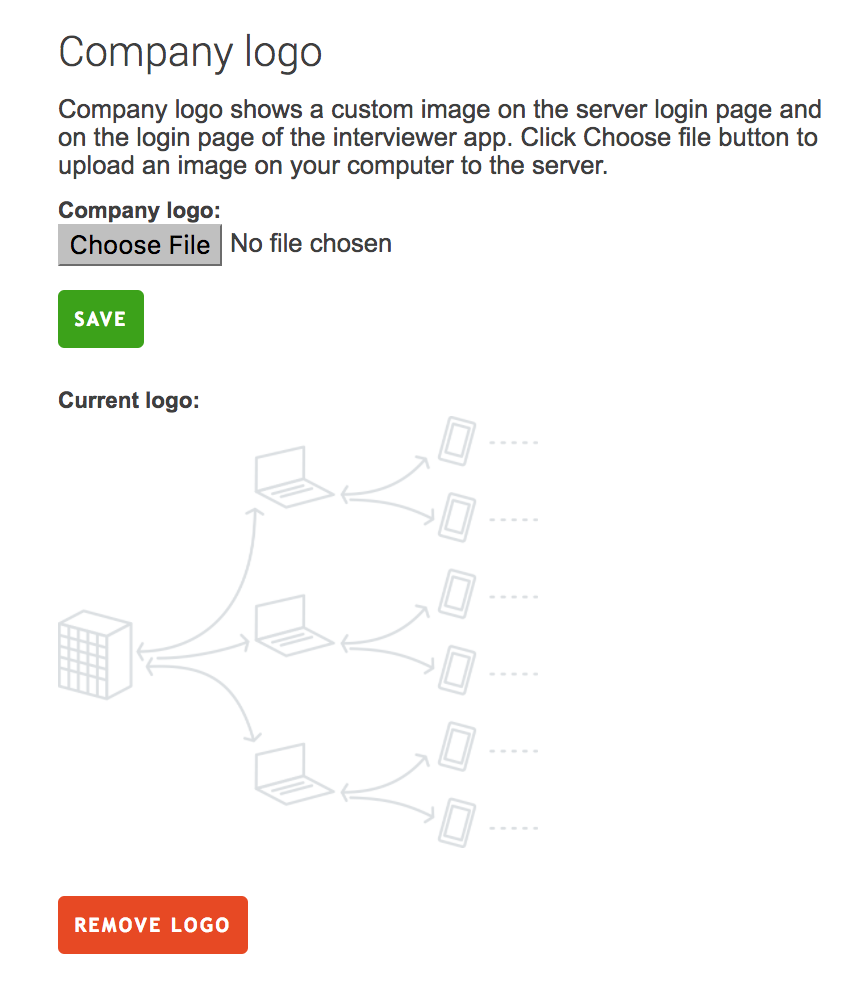 Company logo
Company logo shows a custom image on the server login page and
on the login page of the interviewer app. Click Choose file button to
upload an image on your computer to the server.
Company logo:
Choose File No file chosen
SAVE
Current logo:
REMOVE LOGO